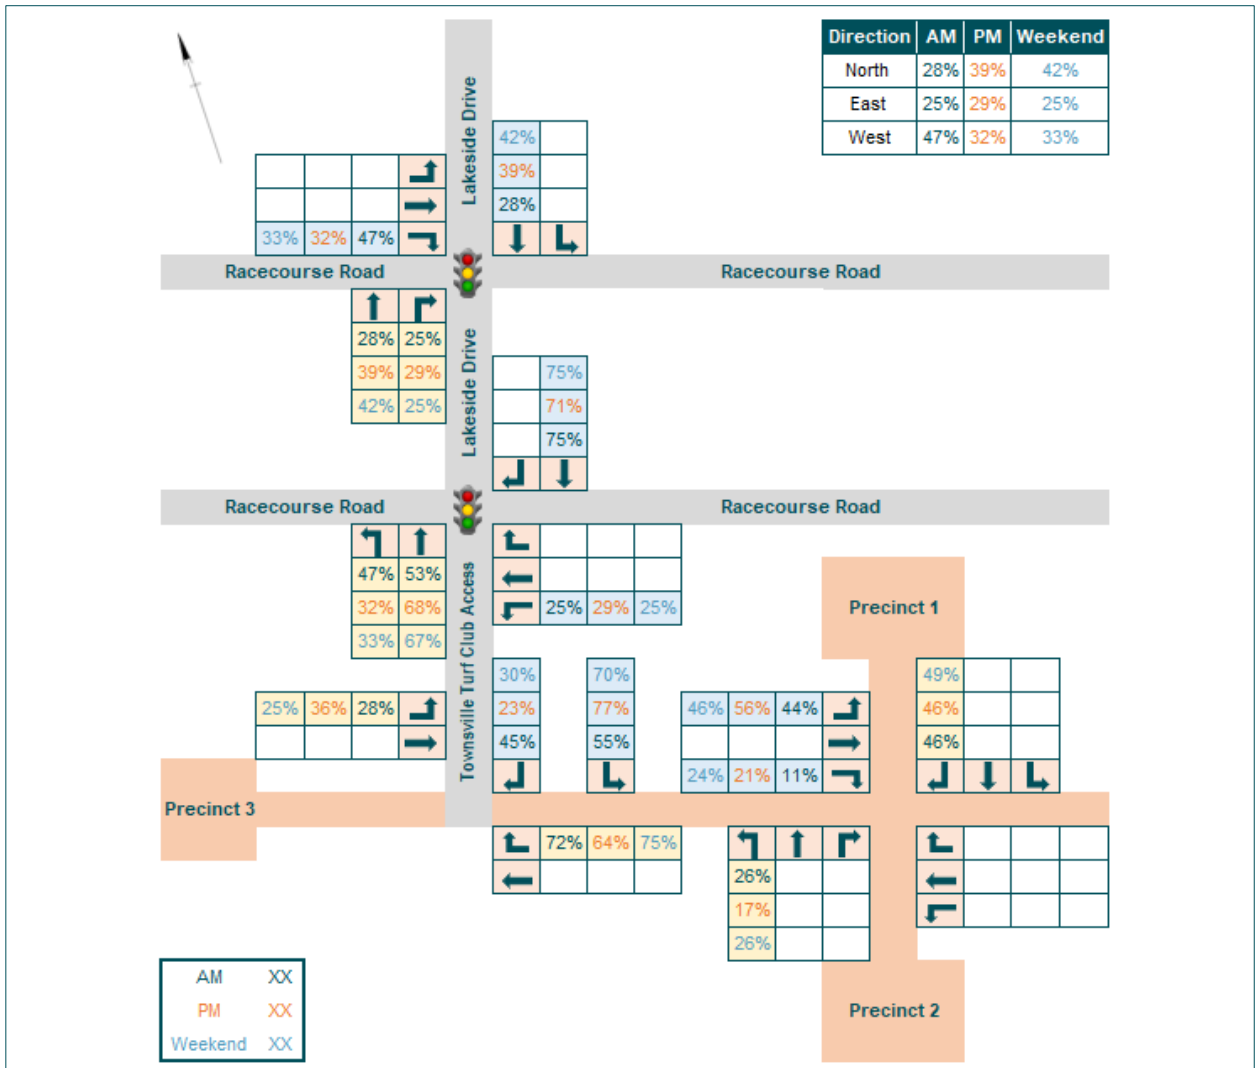 Direction AM PM Weekend
North 28% 39% 42%
East 25% 29% 25%
West 47% 32% 33%
Lakeside Drive
42%
39%
28%
33% 32% 47%
Racecourse Road
Racecourse Road
28% 25%
39% 29%
42% 25%
Lakeside Drive
75%
71%
75%
Racecourse Road
Racecourse Road
47% 53%
32% 68%
33% 67%
Townsville Turf Club Access
25% 29% 25%
Precinct 1
30% 70%
23% 77%
45% 55%
25% 36% 28%
46% 56% 44%
24% 21% 11%
49%
46%
46%
Precinct 3
72% 64% 75%
26%
17%
26%
Precinct 2
AM XX
PM XX
Weekend XX